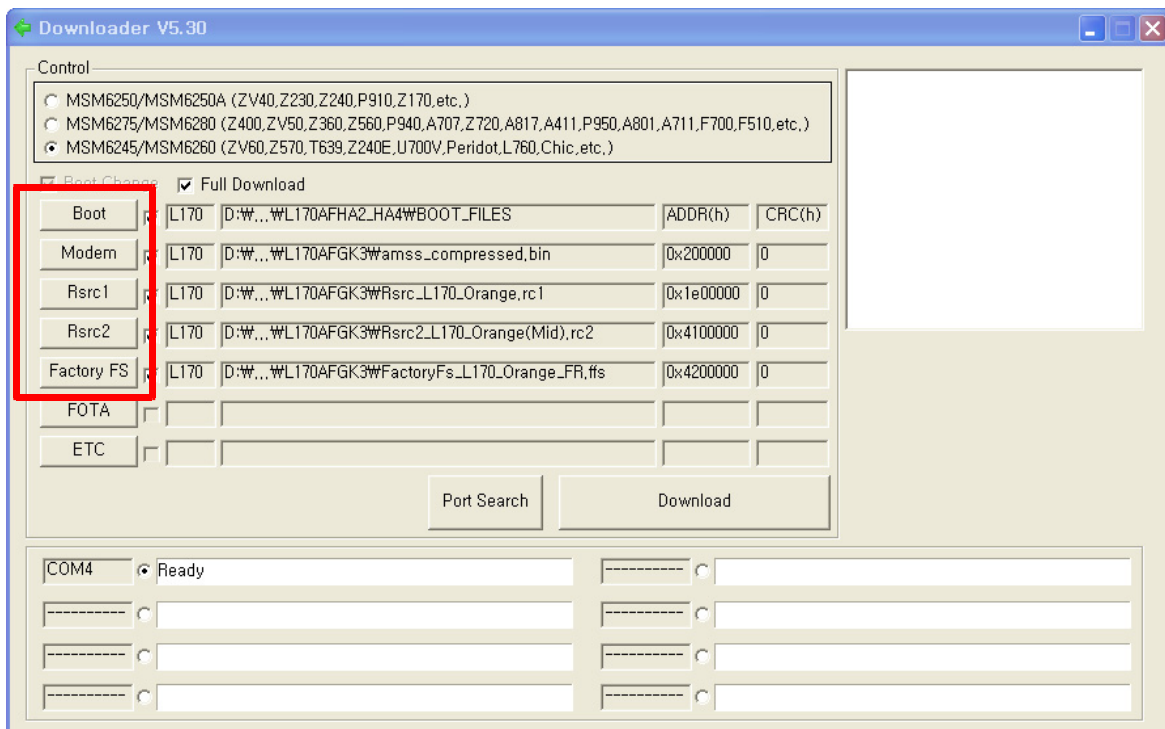 Downloader V5.30
Control
MSM6250/MSM6250A (ZV40,Z230,Z240,P910,Z170,etc,)
MSM6275/MSM6280 (Z400,ZV50,Z360,Z560,P940,A707,Z720,A817,A411,P950,A801,A711,F700,F510,etc,)
MSM6245/MSM6260 (ZV60,Z570,T639,Z240E,U700V,Peridot,L760,Chic,etc,)
Boot Change Full Download
Boot L170 D:₩,,,₩L170AFHA2_HA4₩BOOT_FILES ADDR(h) CRC(h)
Modem L170 D:₩,,,₩L170AFGK3₩amss_compressed,bin 0x200000 0
Rsrc1 L170 D:₩,,,₩L170AFGK3₩Rsrc_L170_Orange,rc1 0x1e00000 0
Rsrc2 L170 D:₩,,,₩L170AFGK3₩Rsrc2_L170_Orange(Mid),rc2 0x4100000 0
Factory FS L170 D:₩,,,₩L170AFGK3₩FactoryFs_L170_Orange_FR,ffs 0x4200000 0
FOTA
ETC
Port Search Download
COM4 Ready ----------
---------- ----------
---------- ----------
---------- ----------